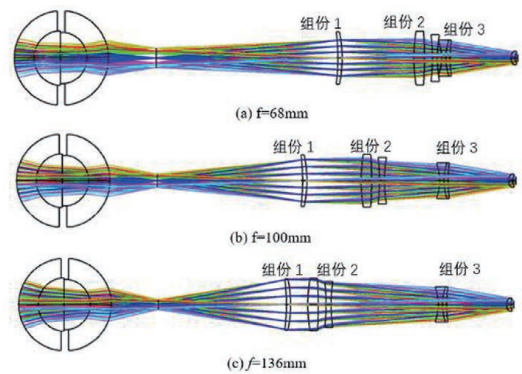 组份 1 组份 2 组份 3
(a) f=68mm
组份 1 组份 2 组份 3
(b) f=100mm
组份 1 组份 2 组份 3
(c) f=136mm